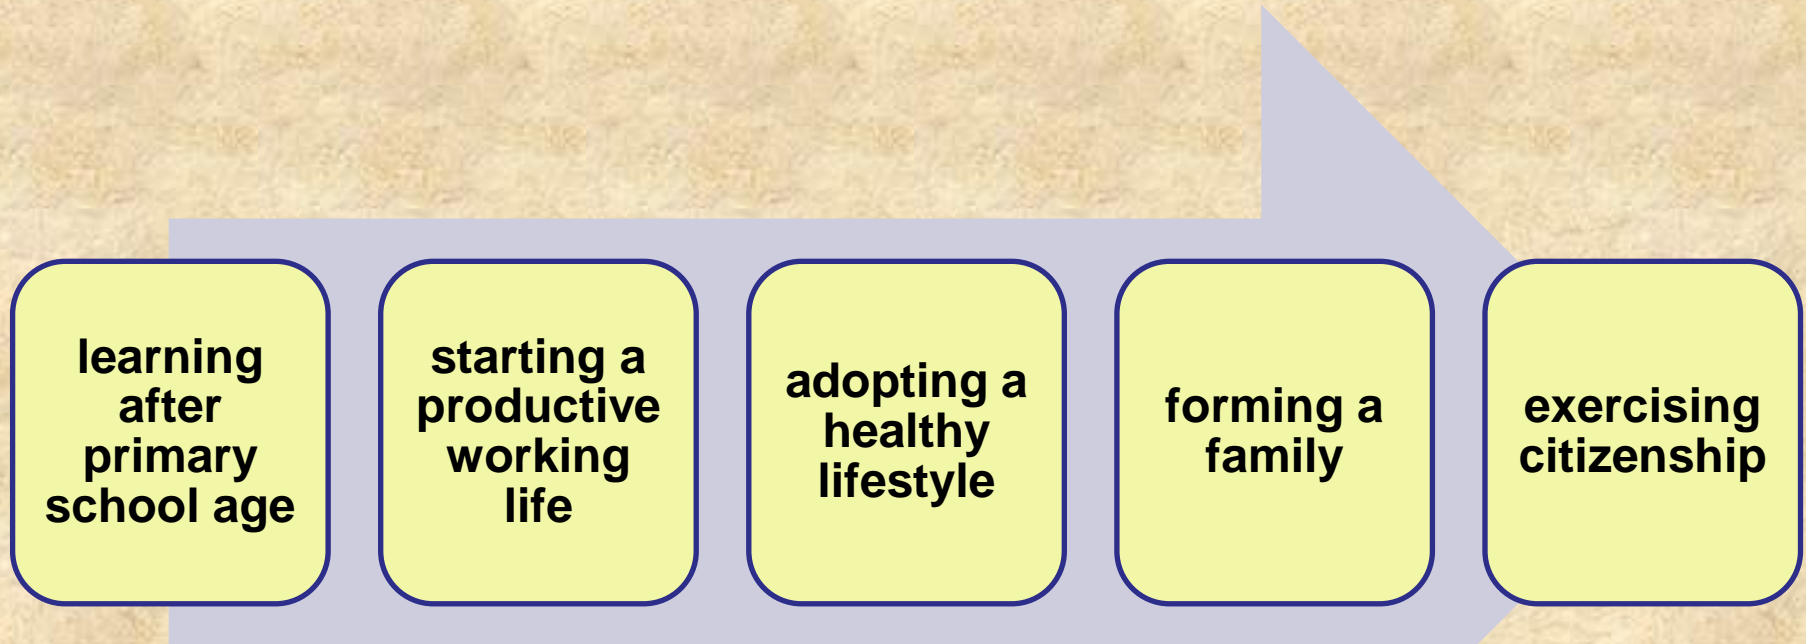 learning
after
primary
school age
starting a
productive
working
life
adopting a
healthy
lifestyle
forming a
family
exercising
citizenship